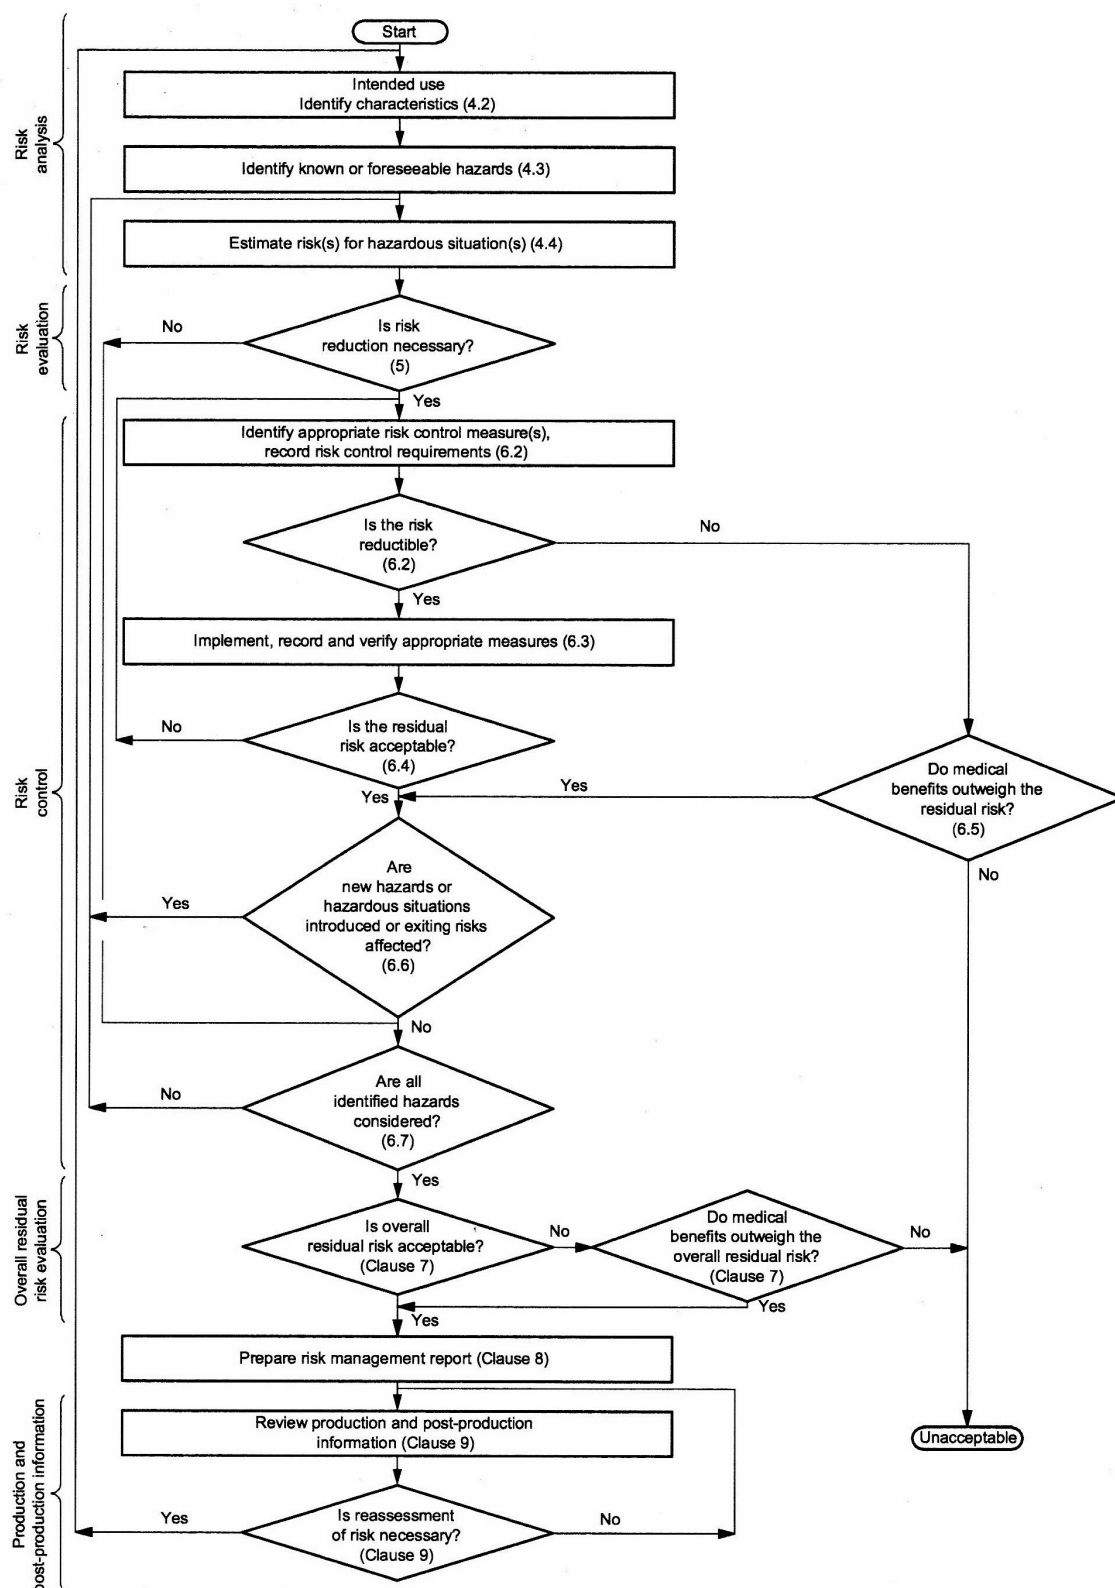 Start
Intended use
Identify characteristics (4.2)
Risk
analysis
Identify known or foreseeable hazards (4.3)
Estimate risk(s) for hazardous situation(s) (4.4)
Risk
evaluation
No
Is risk
reduction necessary?
(5)
Yes
Identify appropriate risk control measure(s),
record risk control requirements (6.2)
Is the risk
reductible?
(6.2)
No
Yes
Implement, record and verify appropriate measures (6.3)
No
Is the residual
risk acceptable?
(6.4)
Risk
control
Yes
Yes
Do medical
benefits outweigh the
residual risk?
(6.5)
No
Yes
Are
new hazards or
hazardous situations
introduced or exiting risks
affected?
(6.6)
No
No
Are all
identified hazards
considered?
(6.7)
Yes
Overall residual
risk evaluation
Is overall
residual risk acceptable?
(Clause 7)
No
Do medical
benefits outweigh the
overall residual risk?
(Clause 7)
No
Yes
Yes
Prepare risk management report (Clause 8)
Production and
post-production information
Review production and post-production
information (Clause 9)
Unacceptable
Yes
Is reassessment
of risk necessary?
(Clause 9)
No